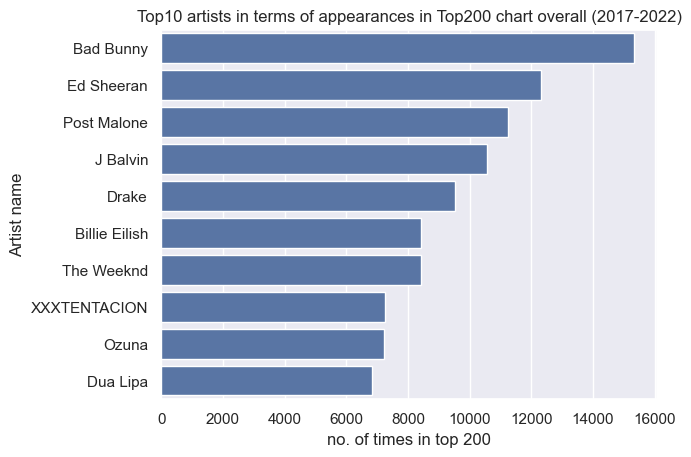 Top10 artists in terms of appearances in Top200 chart overall (2017-2022)
Artist name
Bad Bunny
Ed Sheeran
Post Malone
J Balvin
Drake
Billie Eilish
The Weeknd
XXXTENTACION
Ozuna
Dua Lipa
0 2000 4000 6000 8000 10000 12000 14000 16000
no. of times in top 200